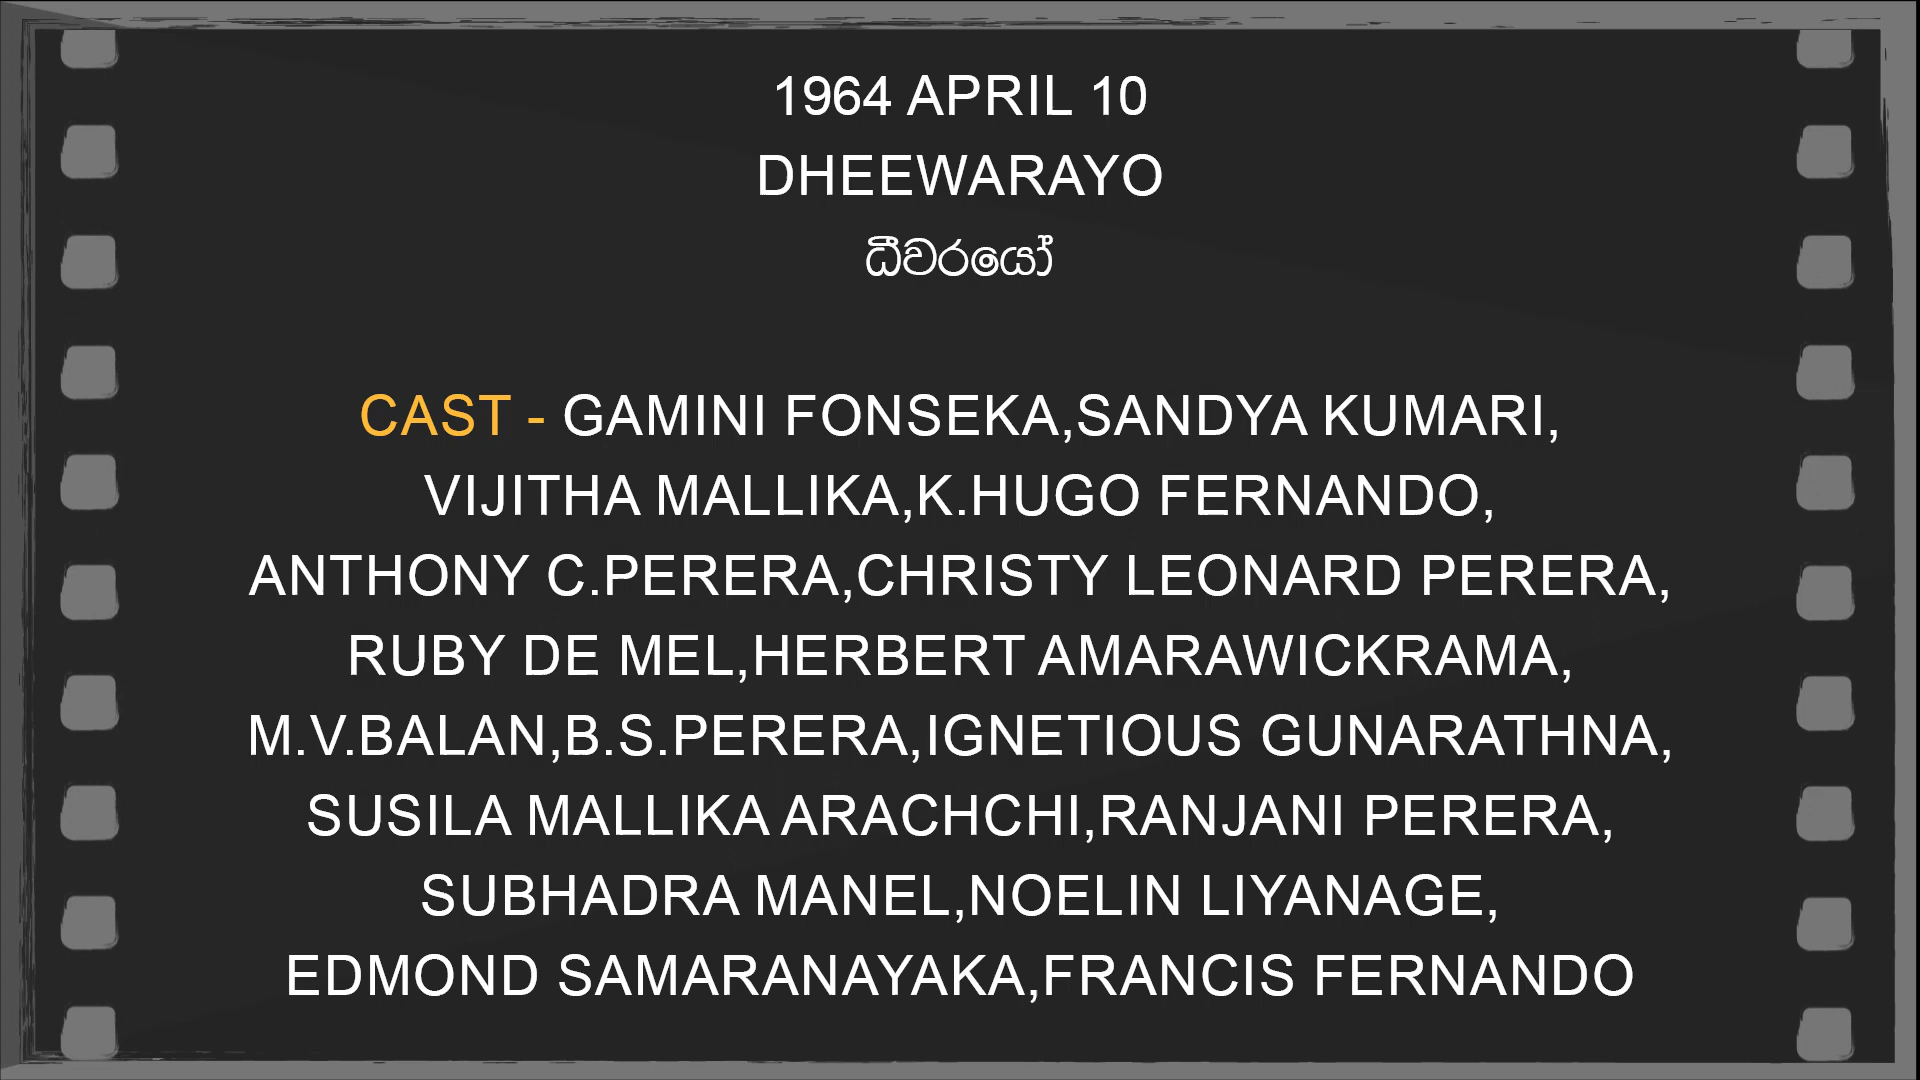 1964 APRIL 10
DHEEWARAYO
ධීවරයෝ
CAST - GAMINI FONSEKA,SANDYA KUMARI,
VIJITHA MALLIKA,K.HUGO FERNANDO,
ANTHONY C.PERERA,CHRISTY LEONARD PERERA,
RUBY DE MEL,HERBERT AMARAWICKRAMA,
M.V.BALAN,B.S.PERERA,IGNETIOUS GUNARATHNA,
SUSILA MALLIKA ARACHCHI,RANJANI PERERA,
SUBHADRA MANEL,NOELIN LIYANAGE,
EDMOND SAMARANAYAKA,FRANCIS FERNANDO